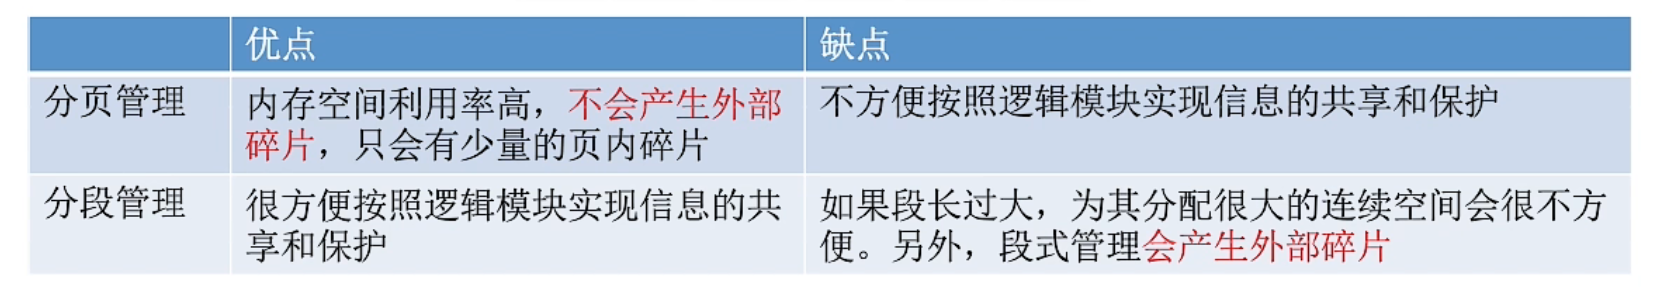 优点
缺点
分页管理
内存空间利用率高，不会产生外部
碎片，只会有少量的页内碎片
不方便按照逻辑模块实现信息的共享和保护
分段管理
很方便按照逻辑模块实现信息的共
享和保护
如果段长过大，为其分配很大的连续空间会很不方
便。另外，段式管理会产生外部碎片